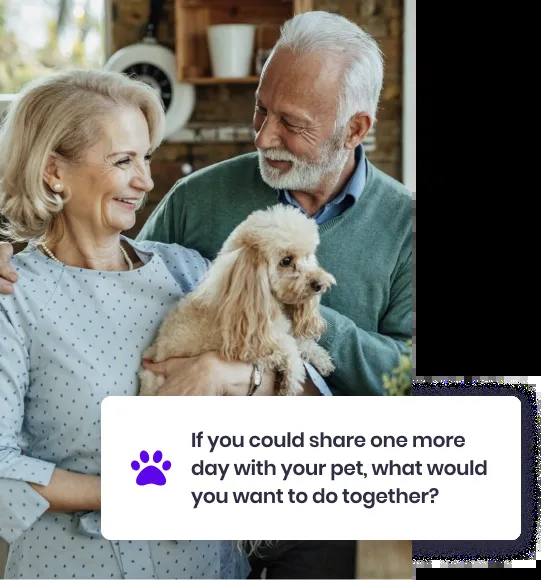 If you could share one more
day with your pet, what would
you want to do together?